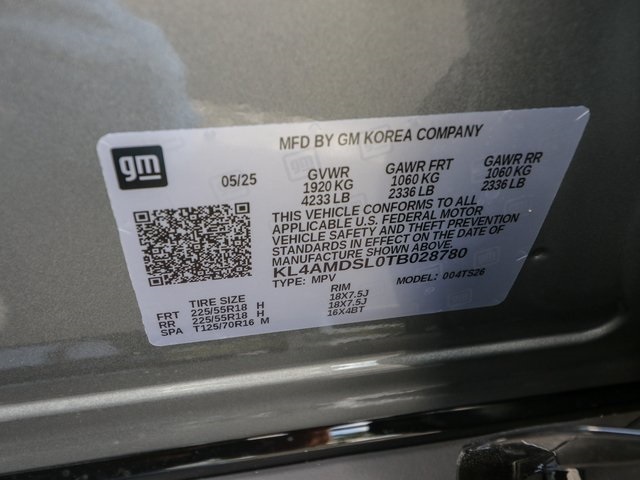 MFD BY GM KOREA COMPANY
gm
05/25
GVWR GAWR FRT GAWR RR
1920 KG 1060 KG 1060 KG
4233 LB 2336 LB 2336 LB
THIS VEHICLE CONFORMS TO ALL
APPLICABLE U.S. FEDERAL MOTOR
VEHICLE SAFETY AND THEFT PREVENTION
STANDARDS IN EFFECT ON THE DATE OF
MANUFACTURE SHOWN ABOVE.
KL4AMDSL0TB028780
TYPE: MPV MODEL: 004TS26
TIRE SIZE RIM
FRT 225/55R18 H 18X7.5J
RR 225/55R18 H 18X7.5J
SPA T125/70R16 M 16X4BT